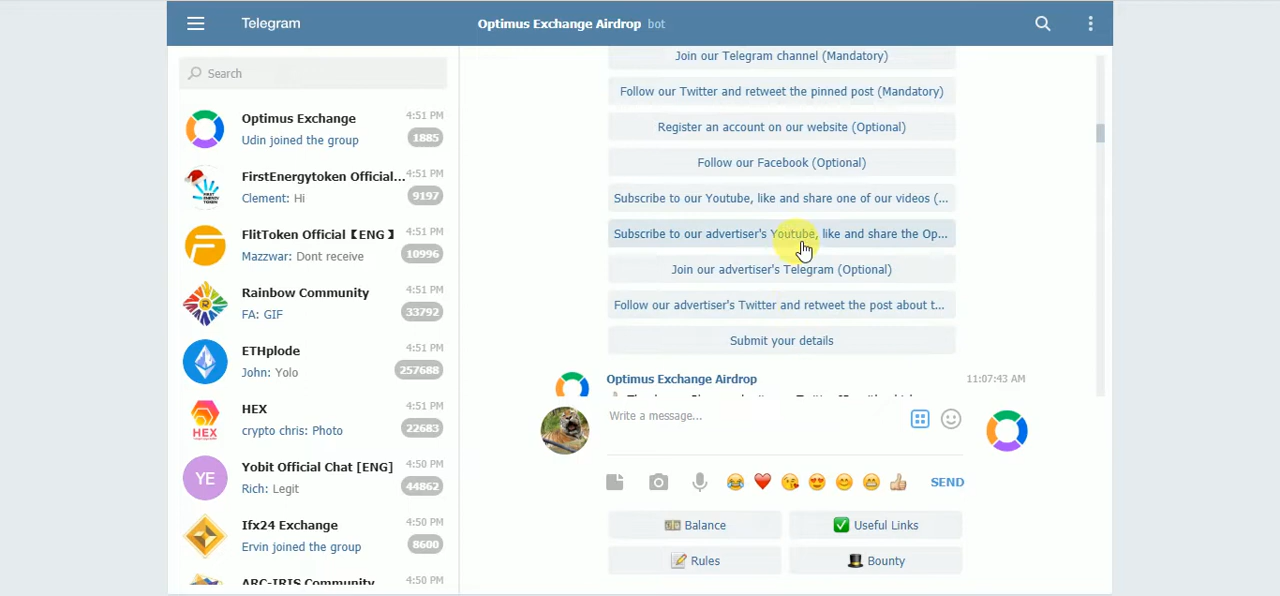 Telegram
Optimus Exchange Airdrop bot
Search
Optimus Exchange 4:51 PM
Udin joined the group 1885
FirstEnergytoken Official... 4:51 PM
Clement: Hi 9197
FlitToken Official【ENG】 4:51 PM
Mazzwar: Dont receive 10996
Rainbow Community 4:51 PM
FA: GIF 33792
ETHplode 4:51 PM
John: Yolo 257688
HEX 4:51 PM
crypto chris: Photo 22683
YE
Yobit Official Chat [ENG] 4:50 PM
Rich: Legit 44862
Ifx24 Exchange 4:50 PM
Ervin joined the group 8600
ARC-IRIS Community 4:50 PM
Join our Telegram channel (Mandatory)
Follow our Twitter and retweet the pinned post (Mandatory)
Register an account on our website (Optional)
Follow our Facebook (Optional)
Subscribe to our Youtube, like and share one of our videos (...
Subscribe to our advertiser's Youtube, like and share the Op...
Join our advertiser's Telegram (Optional)
Follow our advertiser's Twitter and retweet the post about t...
Submit your details
Optimus Exchange Airdrop 11:07:43 AM
Write a message...
SEND
Balance
Useful Links
Rules
Bounty